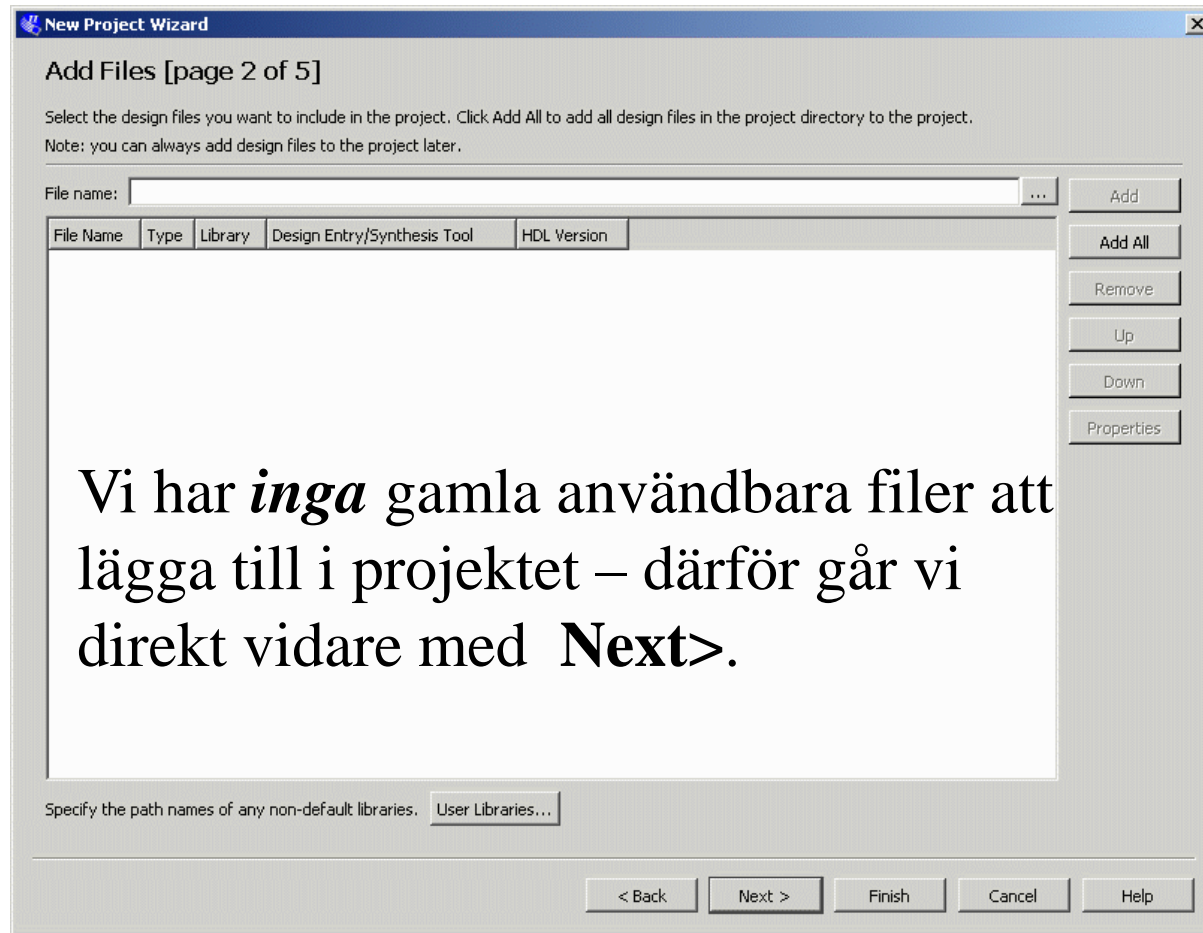 New Project Wizard
Add Files [page 2 of 5]
Select the design files you want to include in the project. Click Add All to add all design files in the project directory to the project.
Note: you can always add design files to the project later.
File name: ... Add
File Name Type Library Design Entry/Synthesis Tool HDL Version
Add All
Remove
Up
Down
Properties
Vi har inga gamla användbara filer att
lägga till i projektet – därför går vi
direkt vidare med Next>.
Specify the path names of any non-default libraries. User Libraries...
< Back Next > Finish Cancel Help